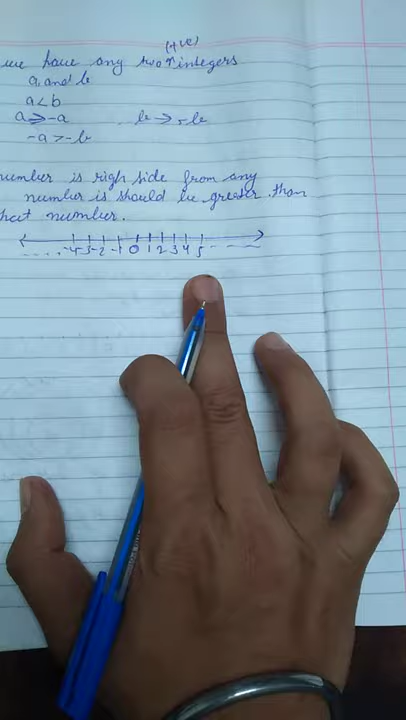 (+ve)
we have any two integers
a and b
a < b
a ⩾ -a b → -b
-a > -b
number is righ side from any
number is should be greater than
that number.
..... -4 -3 -2 -1 0 1 2 3 4 5 - - - -